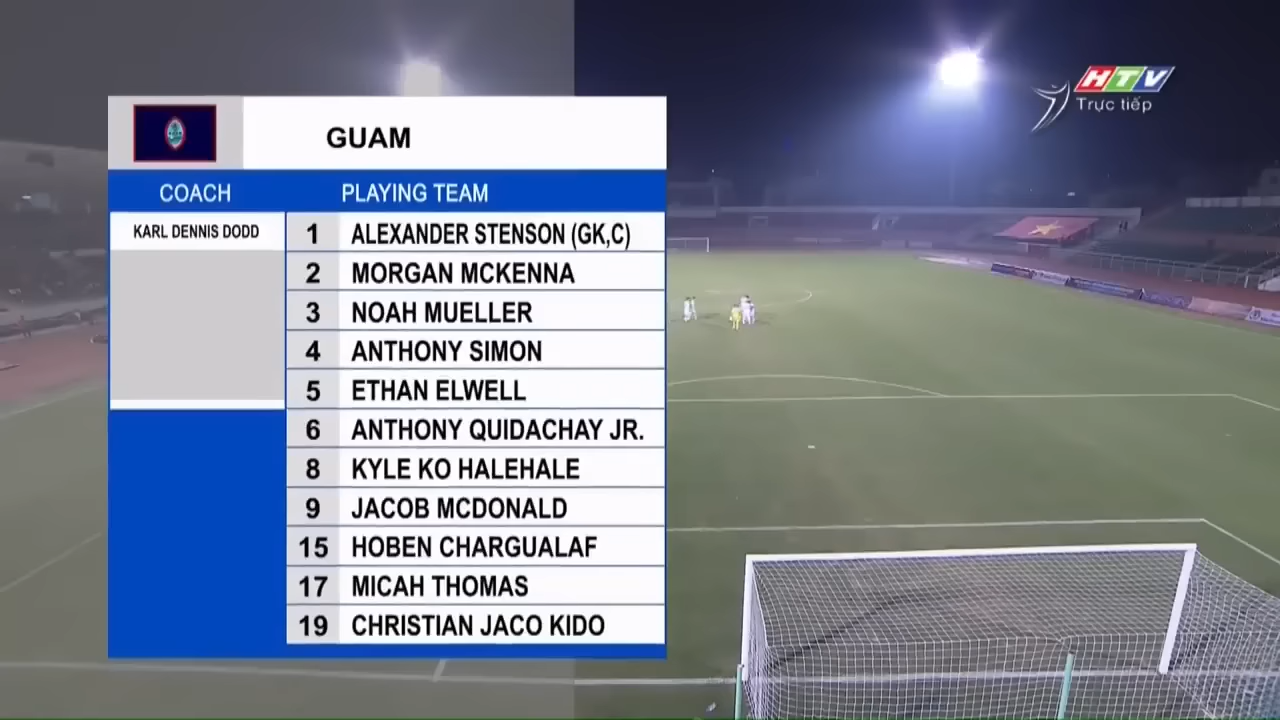 HTV
Trực tiếp
GUAM
COACH
PLAYING TEAM
KARL DENNIS DODD
1 ALEXANDER STENSON (GK,C)
2 MORGAN MCKENNA
3 NOAH MUELLER
4 ANTHONY SIMON
5 ETHAN ELWELL
6 ANTHONY QUIDACHAY JR.
8 KYLE KO HALEHALE
9 JACOB MCDONALD
15 HOBEN CHARGUALAF
17 MICAH THOMAS
19 CHRISTIAN JACO KIDO